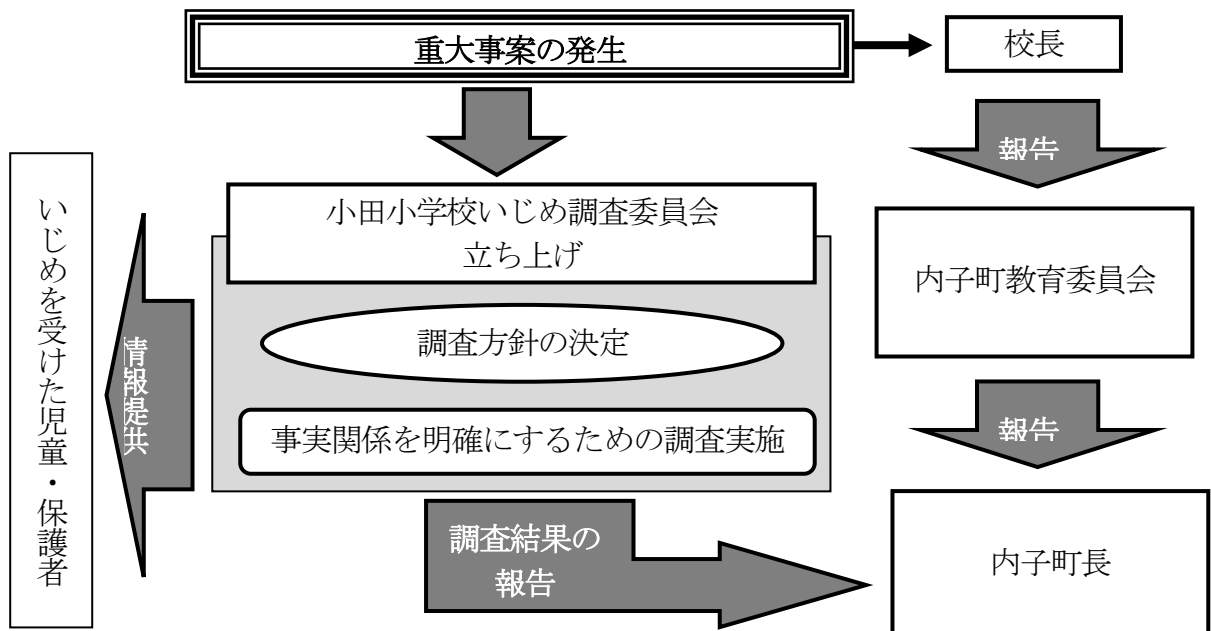 重大事案の発生
校長
報告
小田小学校いじめ調査委員会
立ち上げ
内子町教育委員会
調査方針の決定
いじめを受けた児童・保護者
情報提供
事実関係を明確にするための調査実施
報告
調査結果の
報告
内子町長